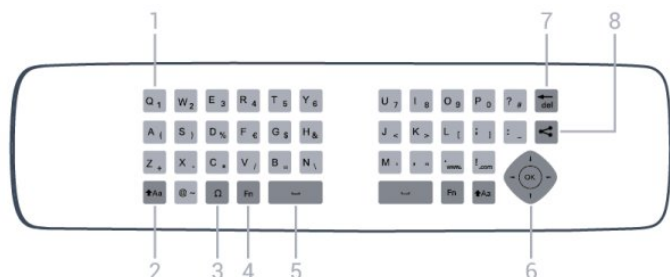 1 7 8
Q 1 W 2 E 3 R 4 T 5 Y 6 U 7 I 8 O 9 P 0 ? # del
A ( S ) D % F € G $ H & J < K > L [ ; ] : _
Z + X - C * V / B " N \ M ' , " . www. ! .com
Aa @ ~ Ω Fn Fn Aa OK
2 3 4 5 6